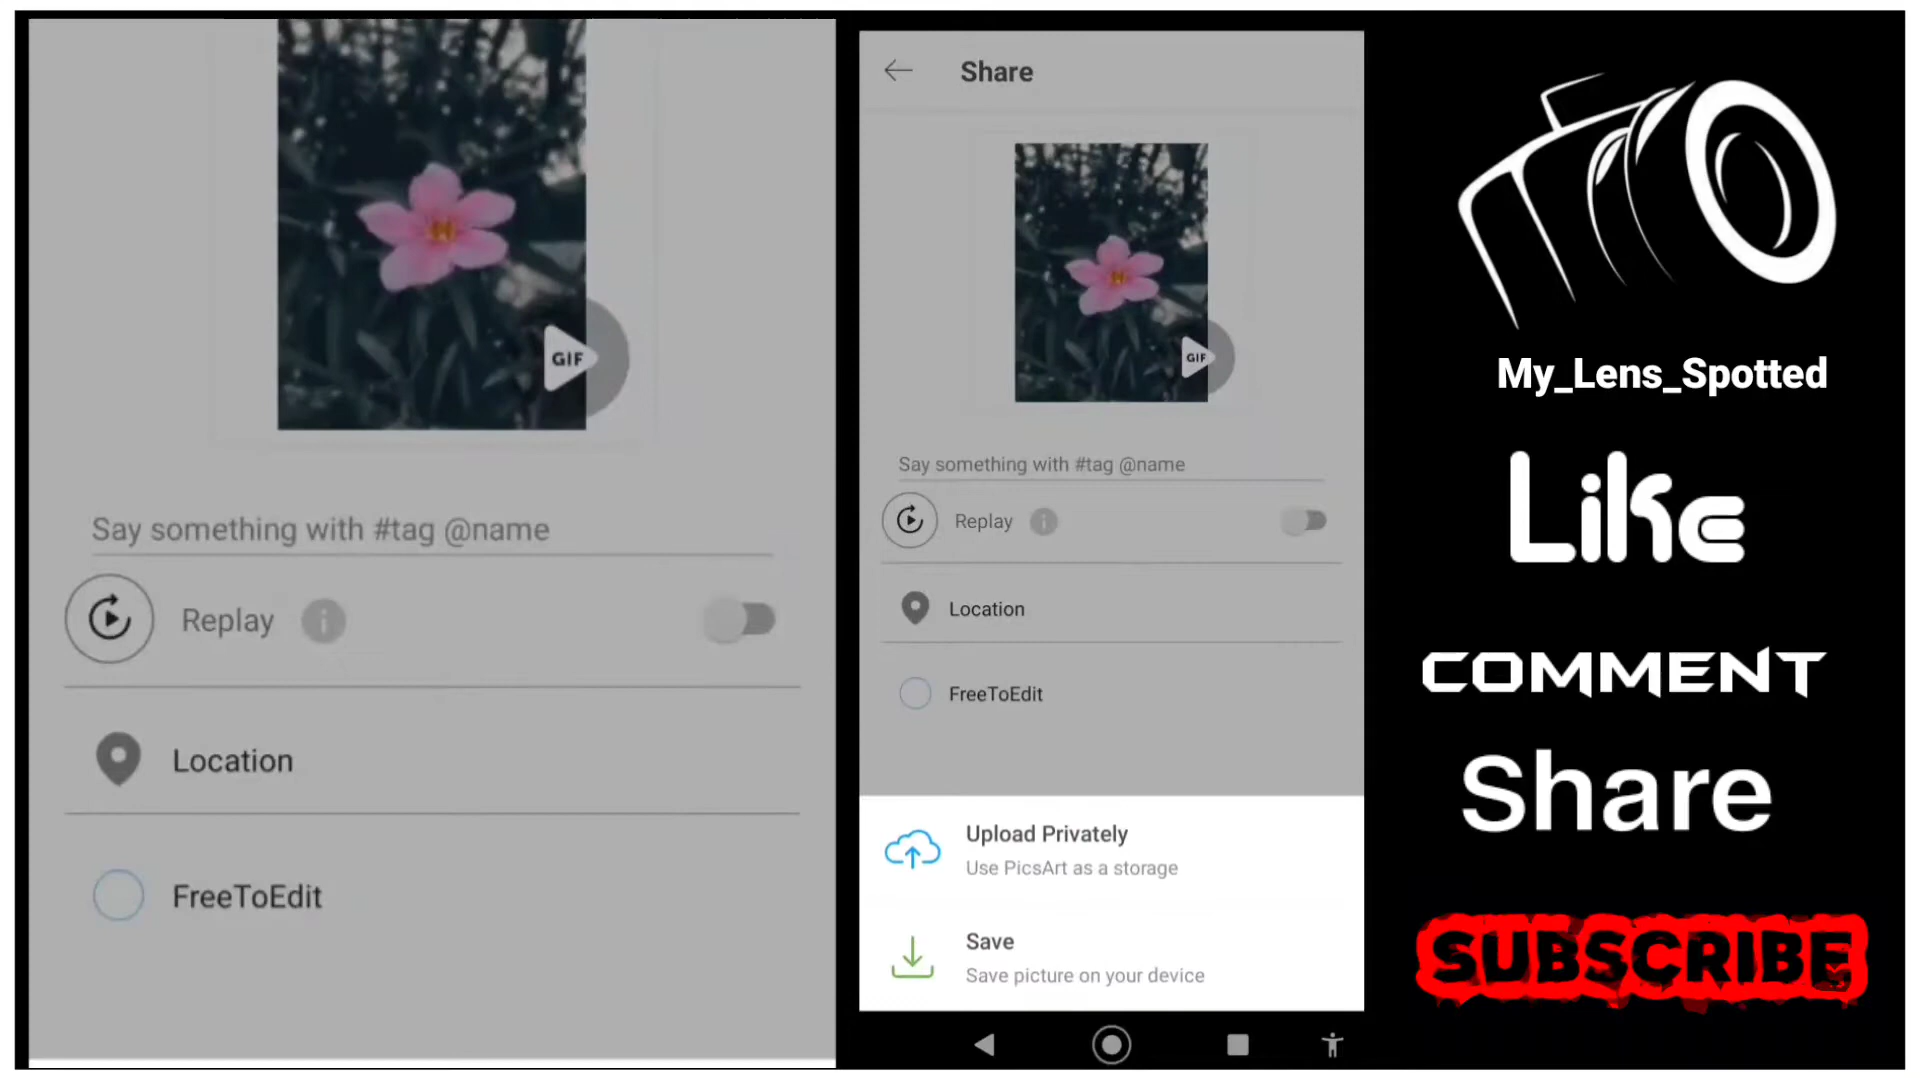 GIF
Say something with #tag @name
Replay
Location
FreeToEdit
Share
GIF
Say something with #tag @name
Replay
Location
FreeToEdit
Upload Privately
Use PicsArt as a storage
Save
Save picture on your device
My_Lens_Spotted
Like
COMMENT
Share
SUBSCRIBE